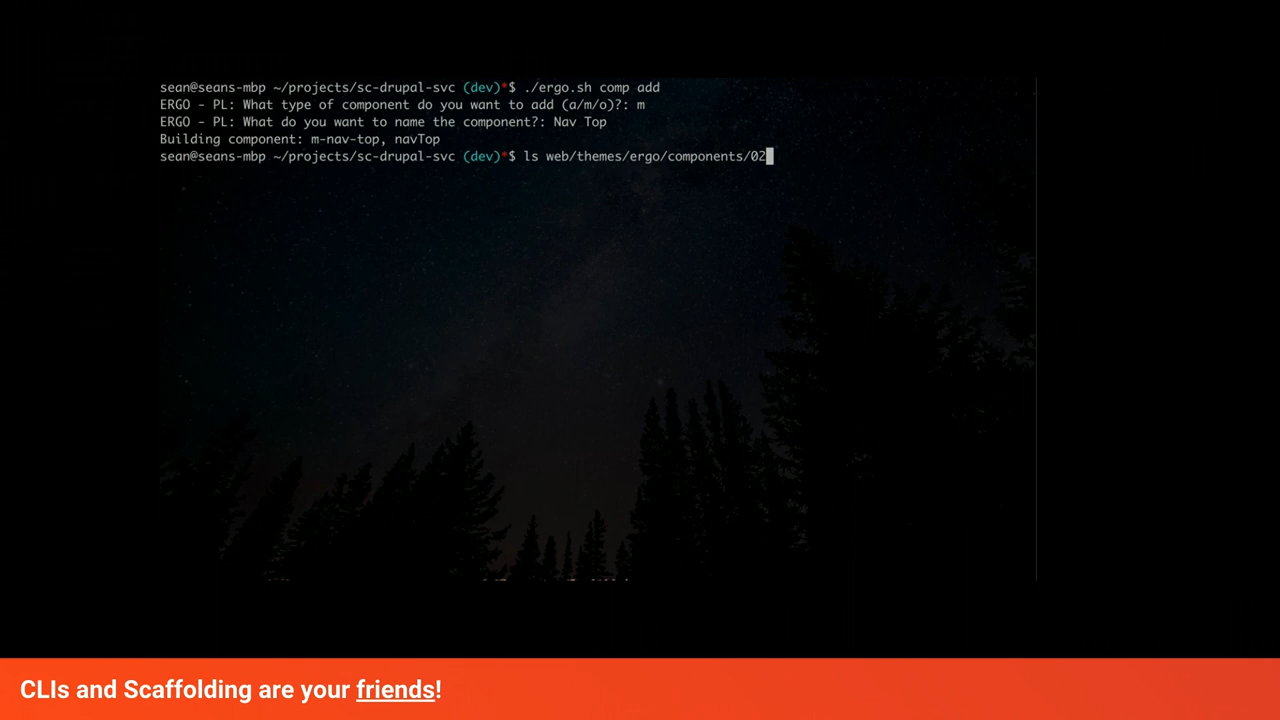 sean@seans-mbp ~/projects/sc-drupal-svc (dev)*$ ./ergo.sh comp add
ERGO - PL: What type of component do you want to add (a/m/o)?: m
ERGO - PL: What do you want to name the component?: Nav Top
Building component: m-nav-top, navTop
sean@seans-mbp ~/projects/sc-drupal-svc (dev)*$ ls web/themes/ergo/components/02
CLIs and Scaffolding are your friends!